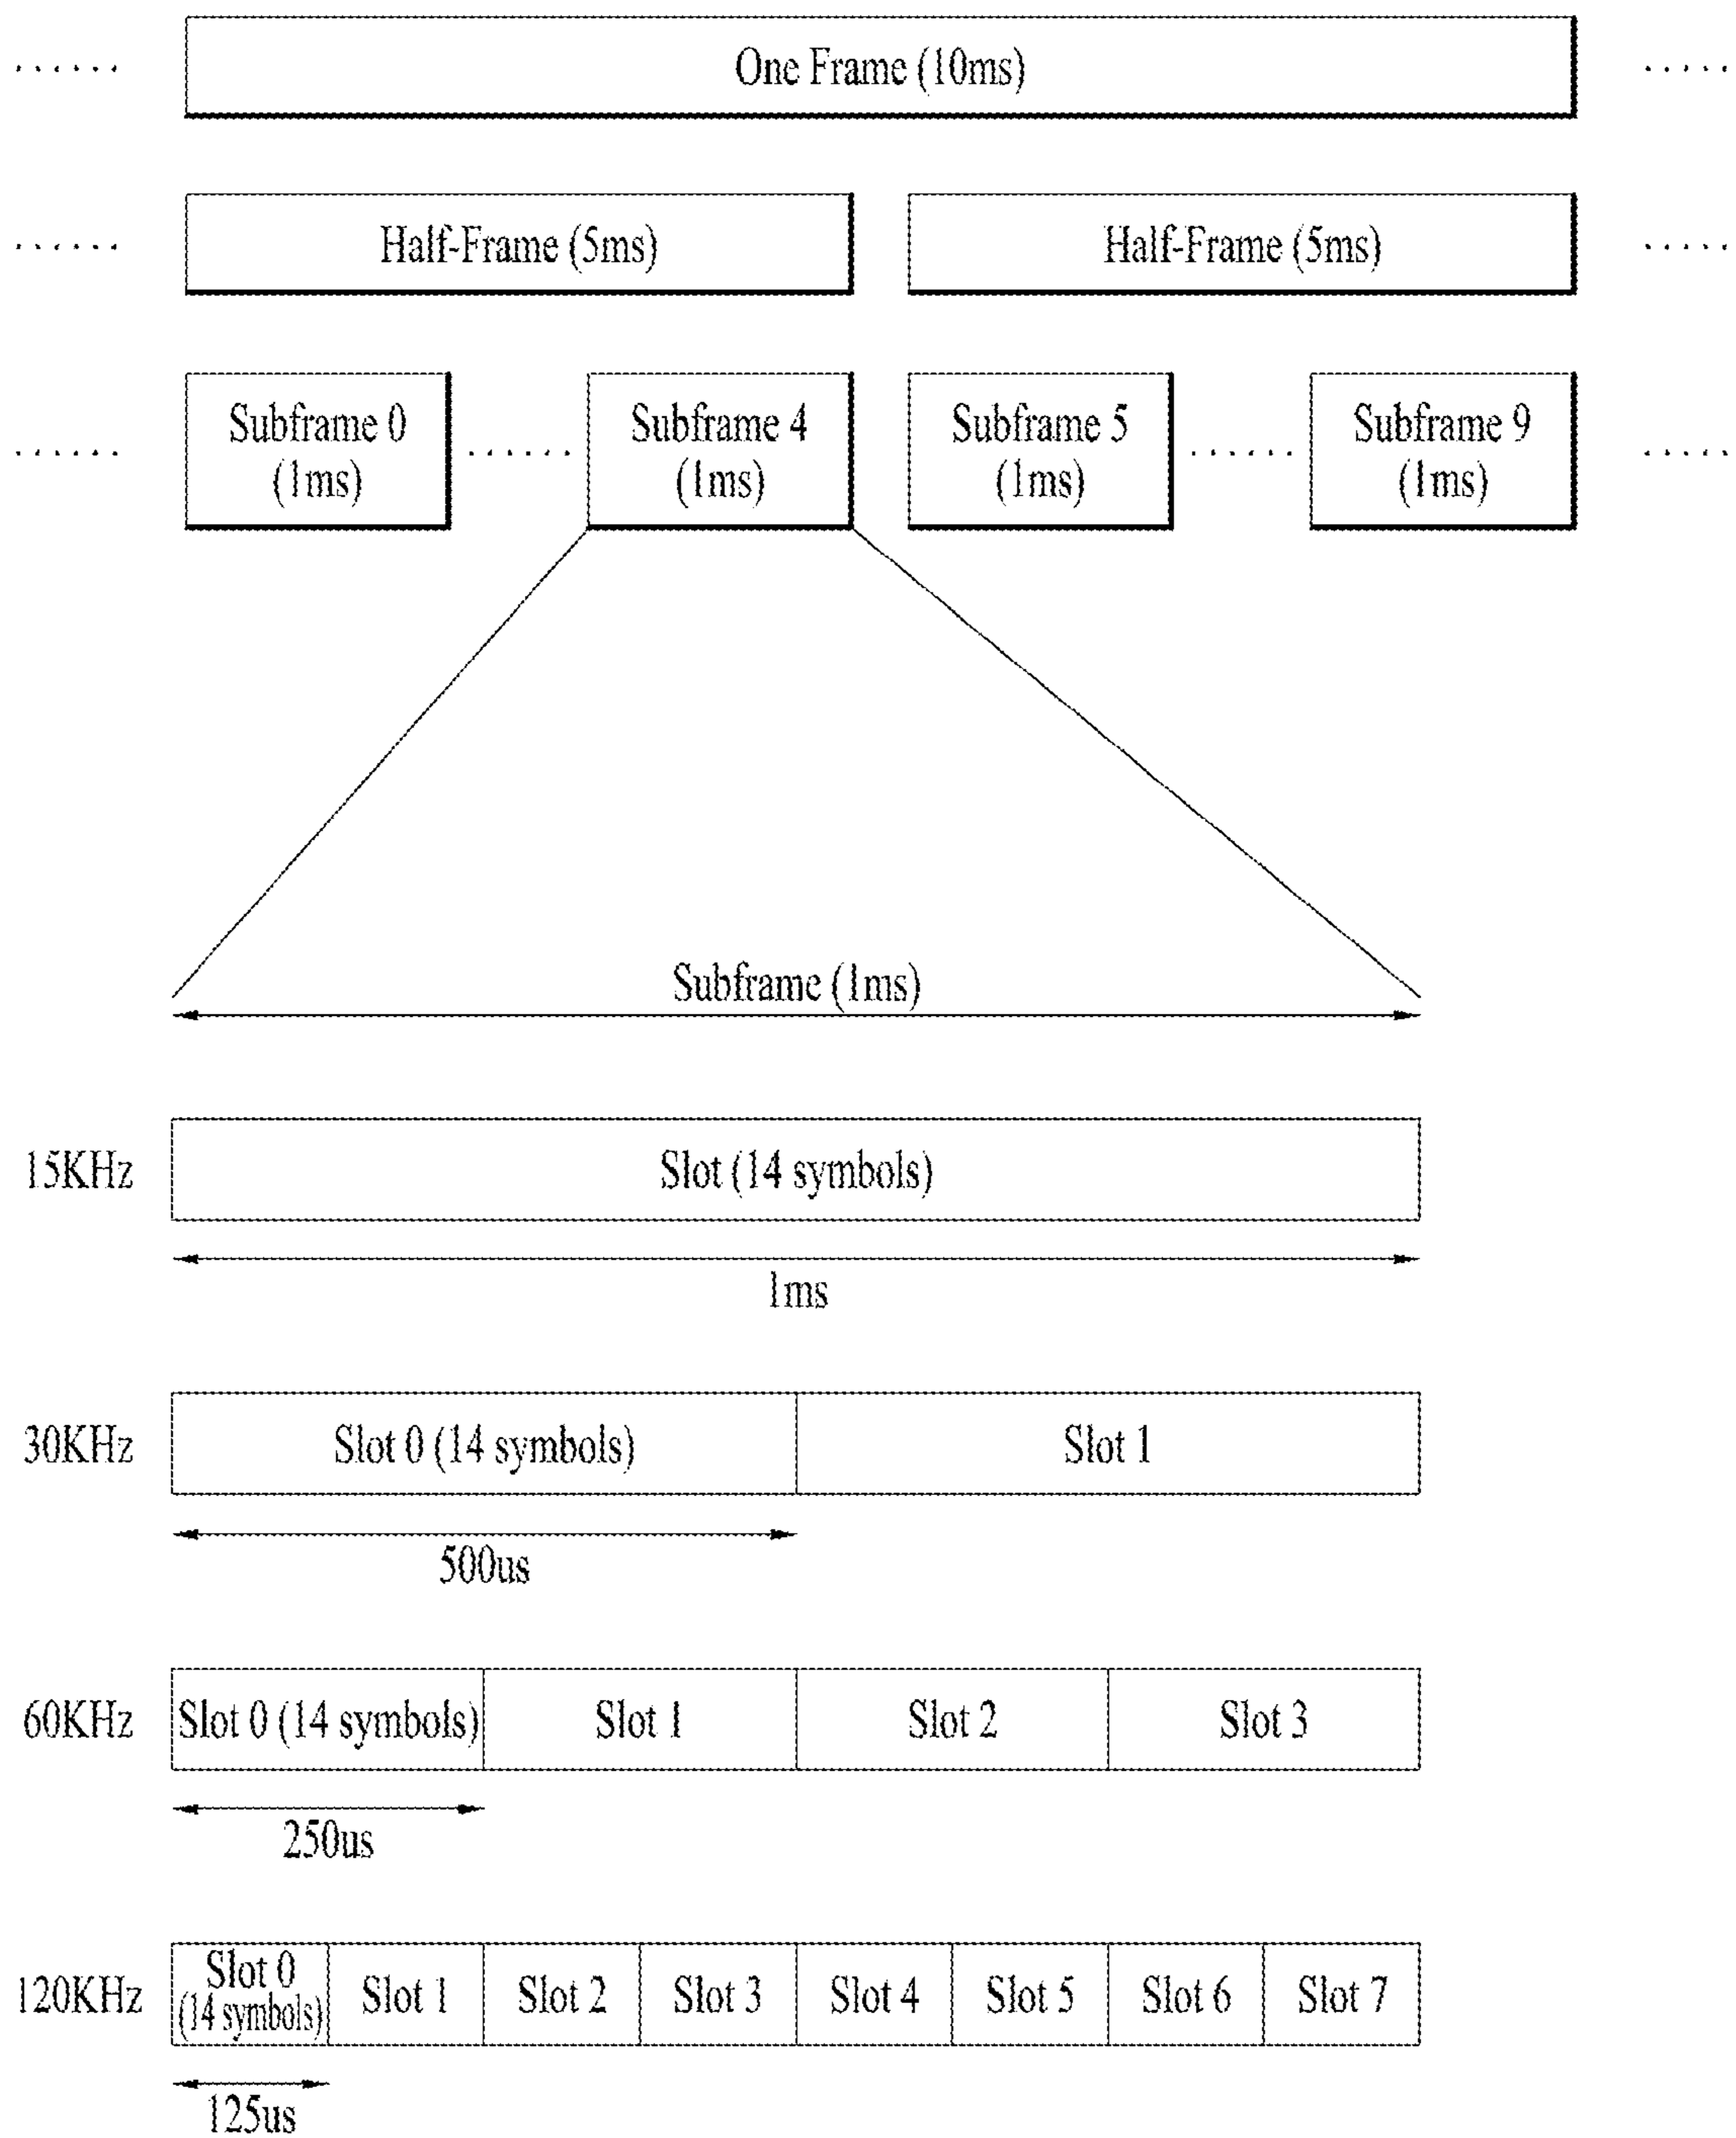 ...... One Frame (10ms) .....
...... Half-Frame (5ms) Half-Frame (5ms) .....
Subframe 0 Subframe 4 Subframe 5 Subframe 9
...... (1ms) ...... (1ms) (1ms) ...... (1ms) .....
Subframe (1ms)
15KHz Slot (14 symbols)
1ms
30KHz Slot 0 (14 symbols) Slot 1
500us
60KHz Slot 0 (14 symbols) Slot 1 Slot 2 Slot 3
250us
120KHz Slot 0 (14 symbols) Slot 1 Slot 2 Slot 3 Slot 4 Slot 5 Slot 6 Slot 7
125us